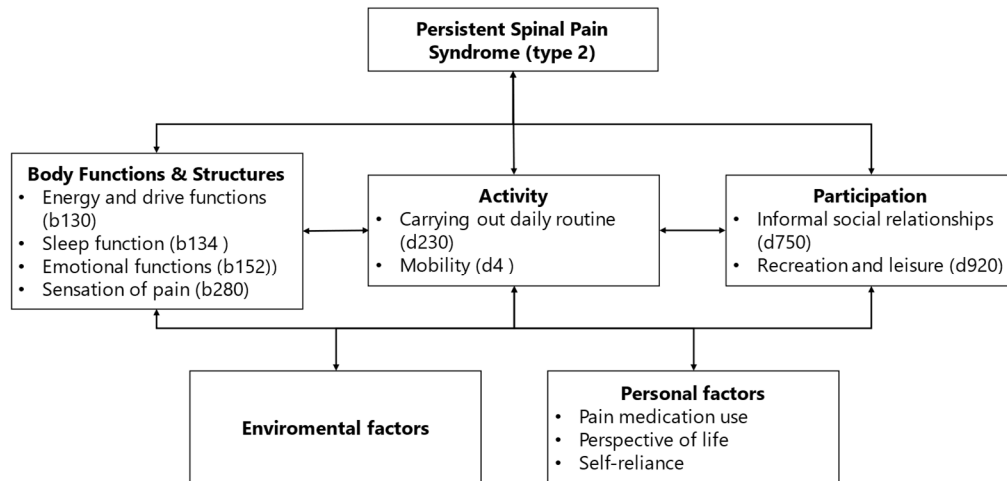 Persistent Spinal Pain
Syndrome (type 2)
Body Functions & Structures
• Energy and drive functions
(b130)
• Sleep function (b134 )
• Emotional functions (b152))
• Sensation of pain (b280)
Activity
• Carrying out daily routine
(d230)
• Mobility (d4 )
Participation
• Informal social relationships
(d750)
• Recreation and leisure (d920)
Enviromental factors
Personal factors
• Pain medication use
• Perspective of life
• Self-reliance